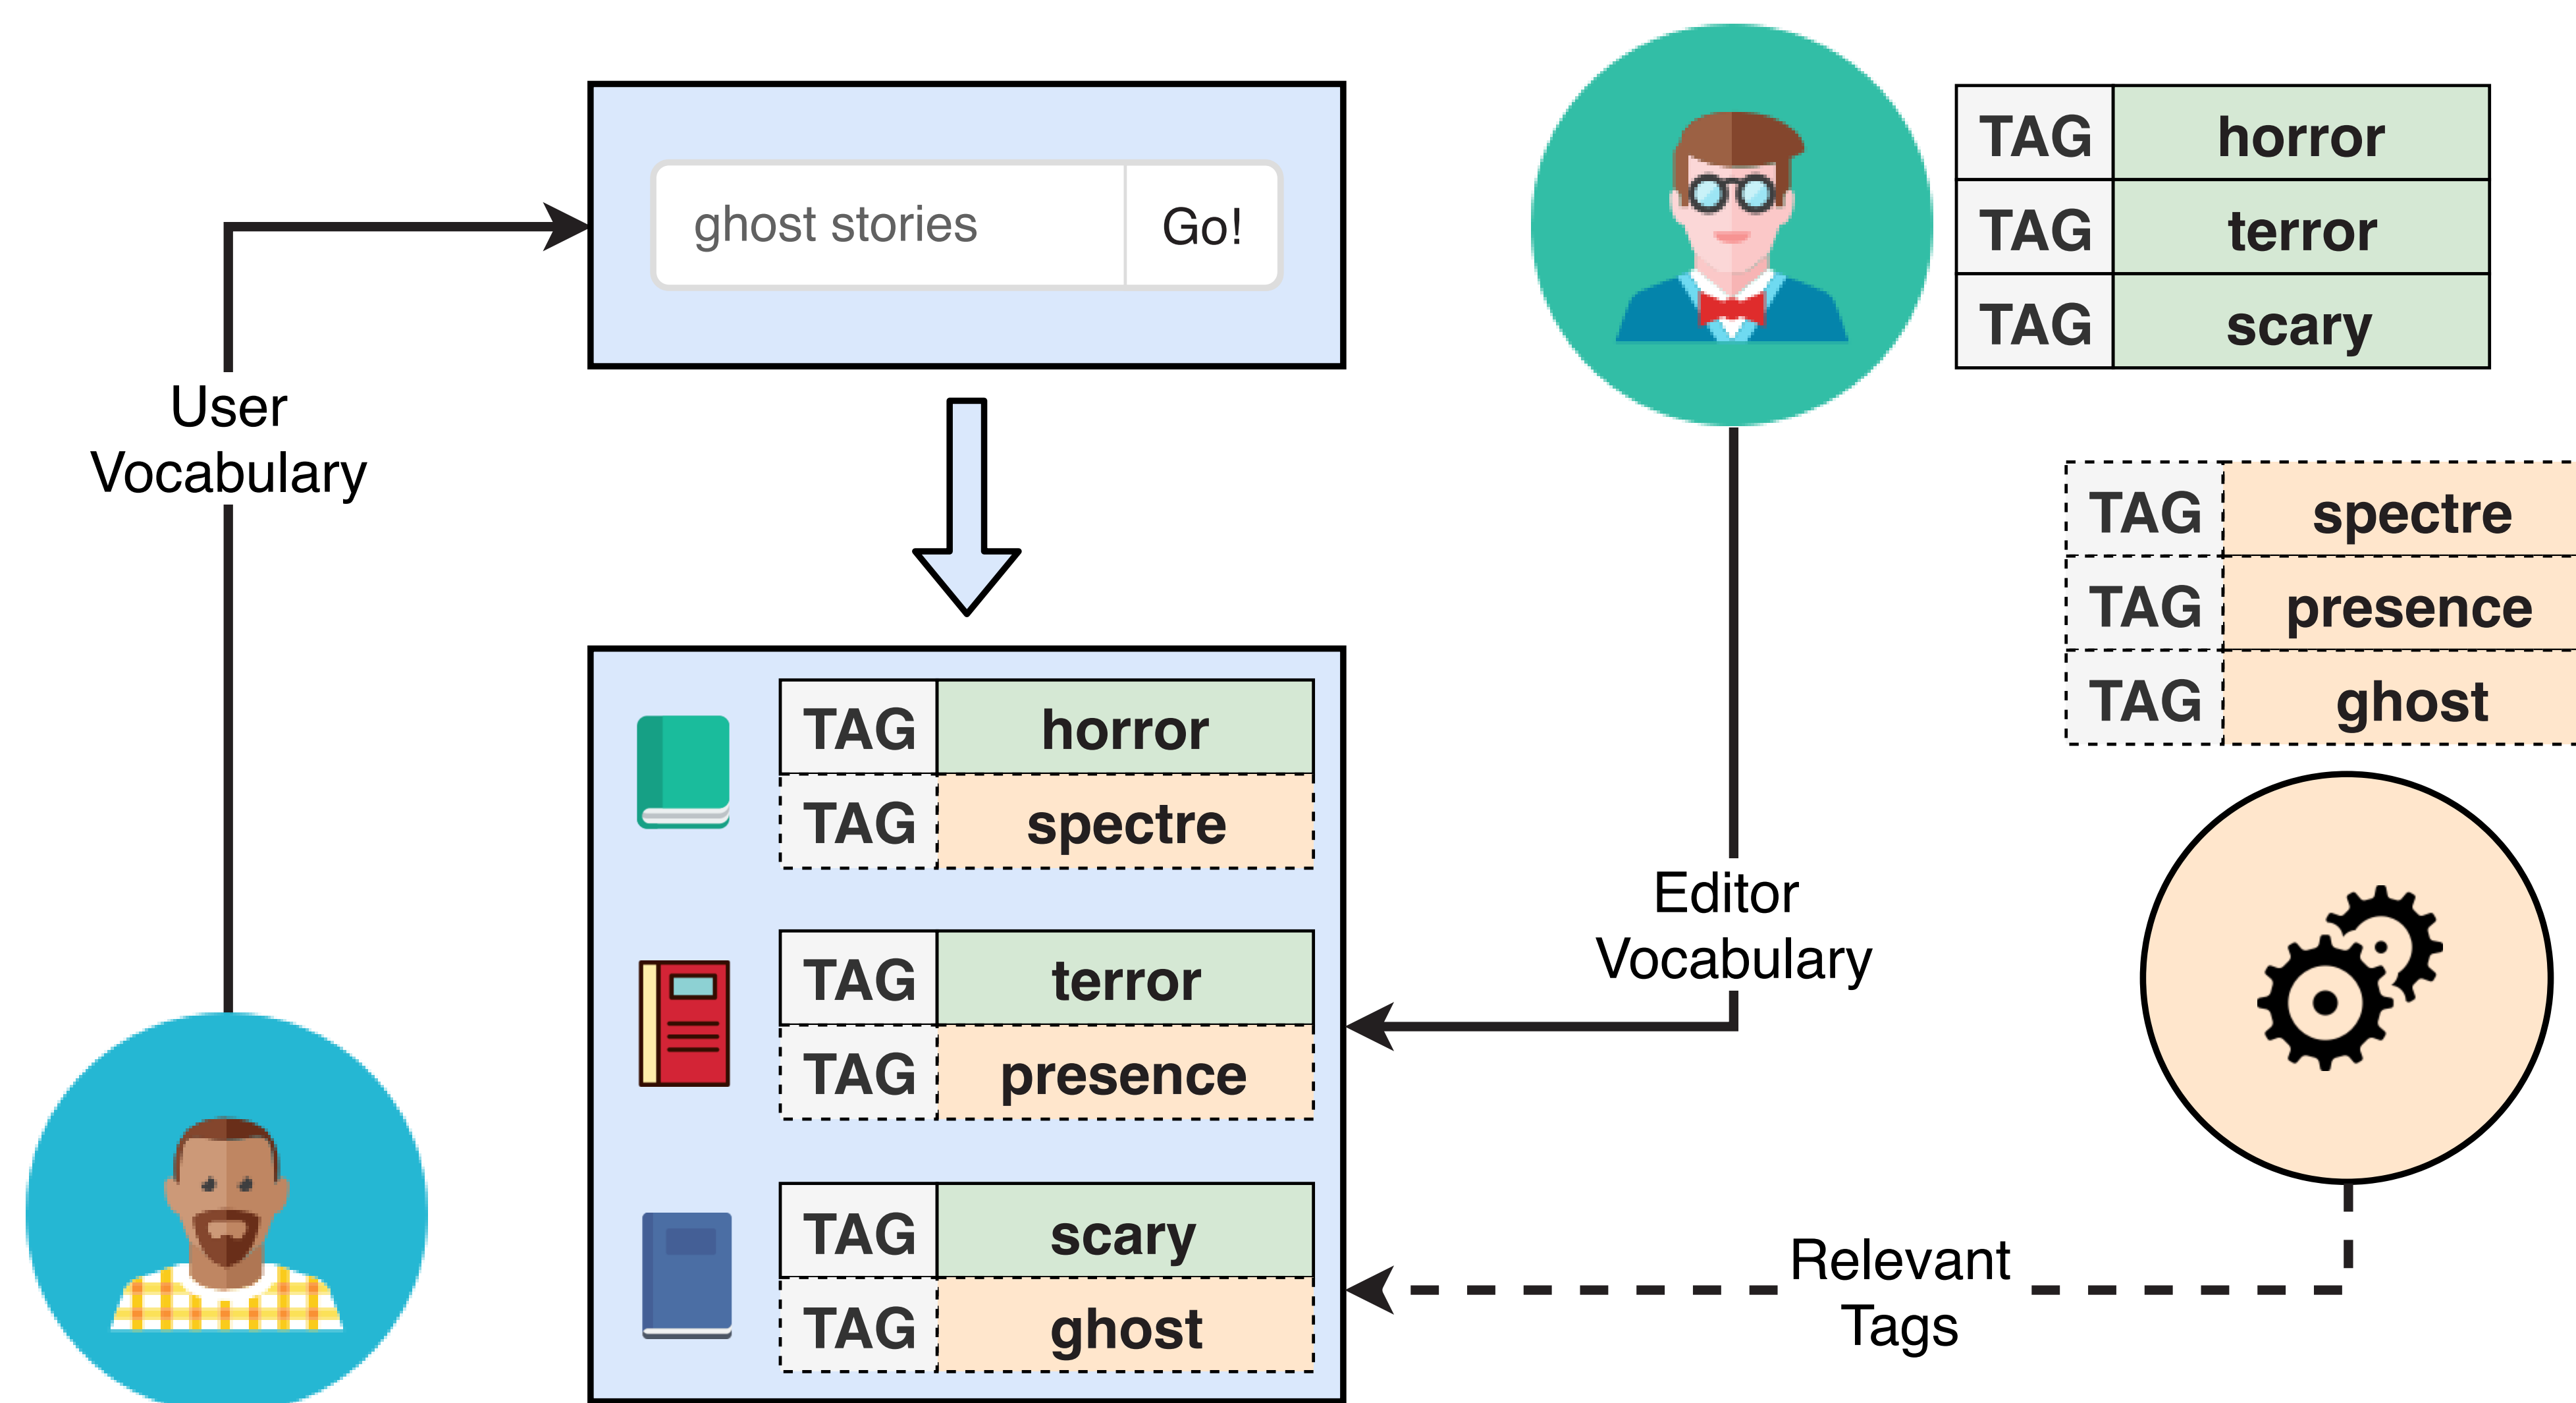 ghost stories Go!
TAG horror
TAG terror
TAG scary
User
Vocabulary
TAG spectre
TAG presence
TAG ghost
TAG horror
TAG spectre
TAG terror
TAG presence
TAG scary
TAG ghost
Editor
Vocabulary
Relevant
Tags